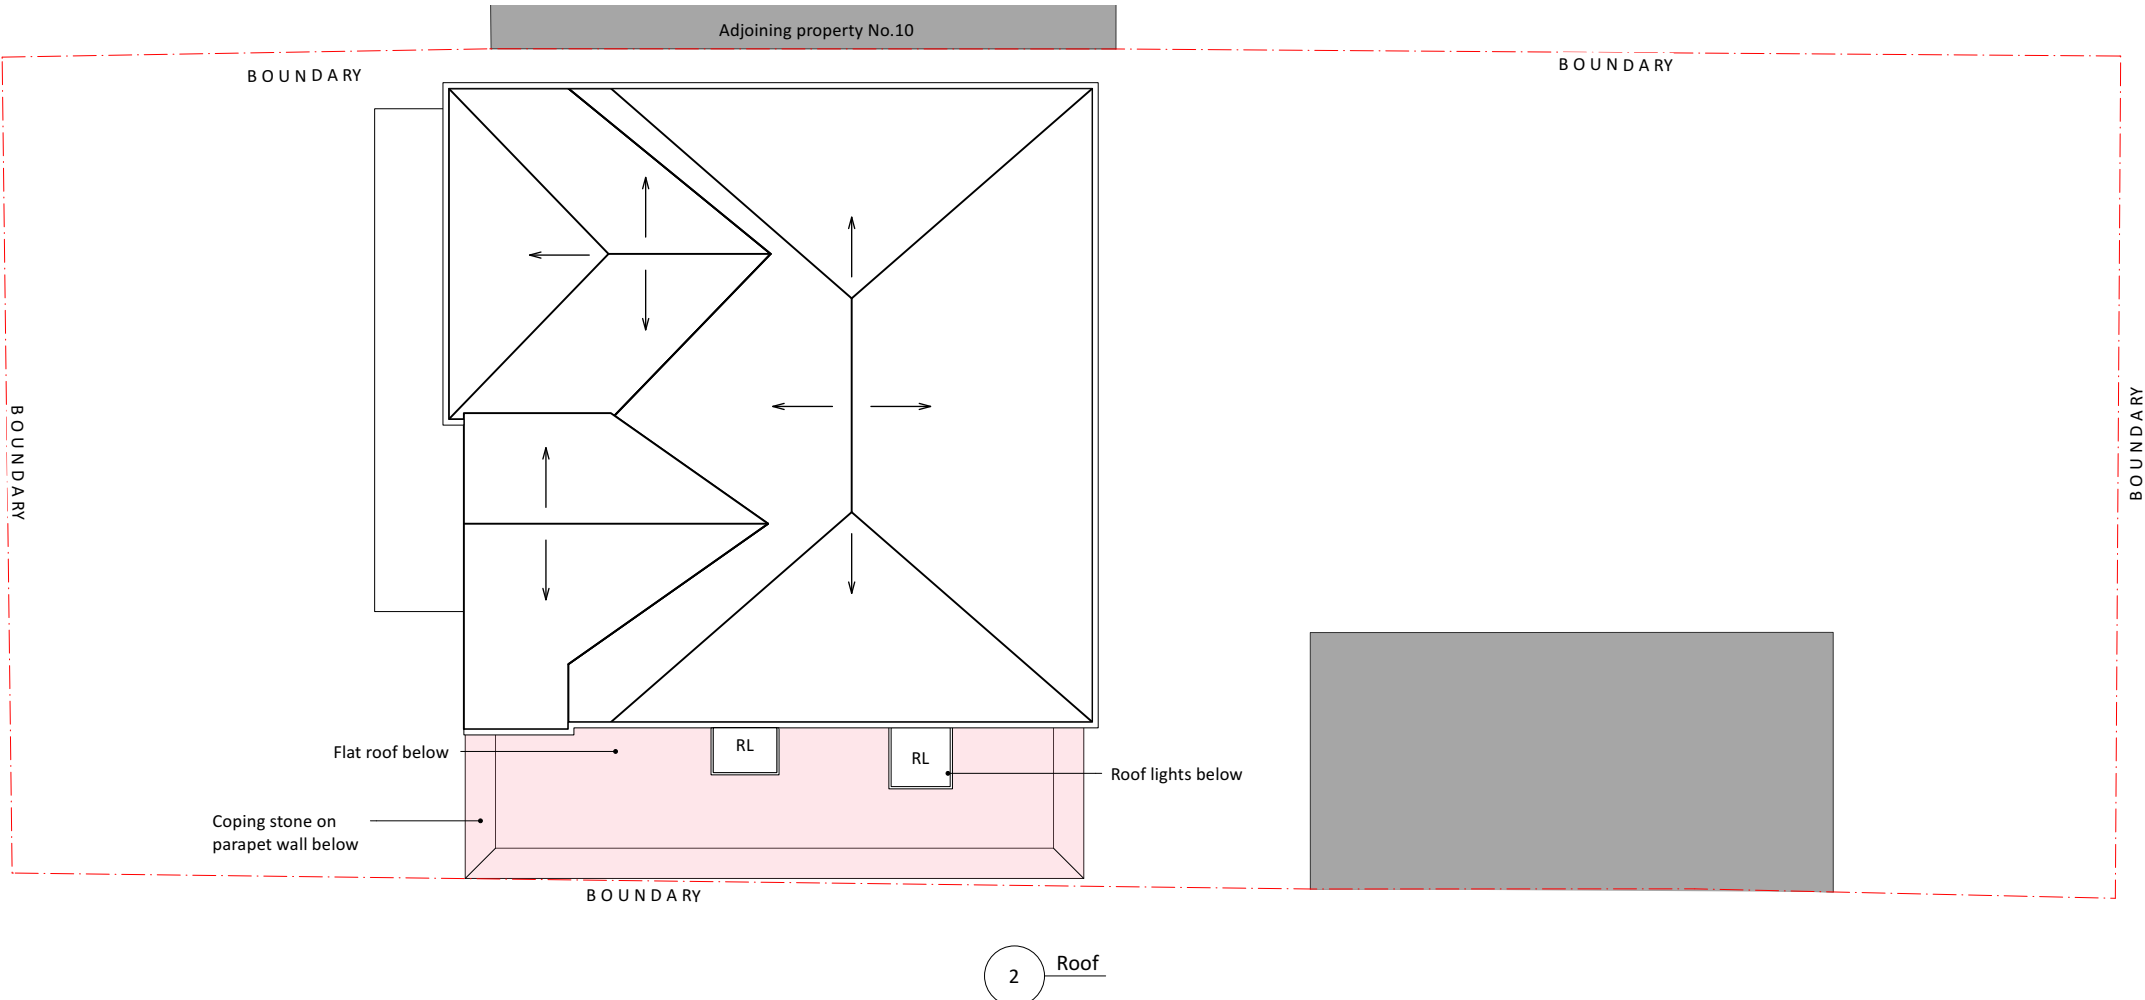 Adjoining property No.10
BOUNDARY
BOUNDARY
BOUNDARY
BOUNDARY
RL
RL
Flat roof below
Roof lights below
Coping stone on
parapet wall below
BOUNDARY
2
Roof